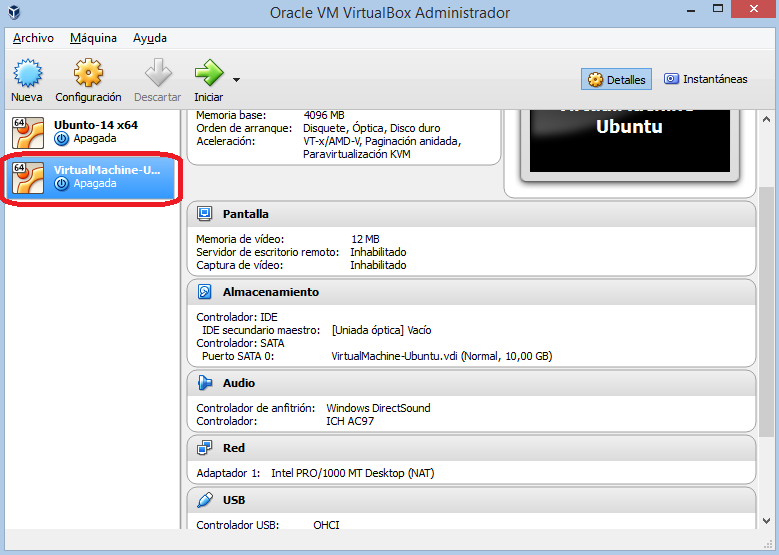 Oracle VM VirtualBox Administrador
Archivo Máquina Ayuda
Nueva Configuración Descartar Iniciar
Detalles Instantáneas
64 Ubunto-14 x64
Apagada
64 VirtualMachine-U...
Apagada
Memoria base: 4096 MB
Orden de arranque: Disquete, Óptica, Disco duro
Aceleración: VT-x/AMD-V, Paginación anidada,
Paravirtualización KVM
Ubuntu
Pantalla
Memoria de vídeo: 12 MB
Servidor de escritorio remoto: Inhabilitado
Captura de vídeo: Inhabilitado
Almacenamiento
Controlador: IDE
IDE secundario maestro: [Uniada óptica] Vacío
Controlador: SATA
Puerto SATA 0: VirtualMachine-Ubuntu.vdi (Normal, 10,00 GB)
Audio
Controlador de anfitrión: Windows DirectSound
Controlador: ICH AC97
Red
Adaptador 1: Intel PRO/1000 MT Desktop (NAT)
USB
Controlador USB: OHCI